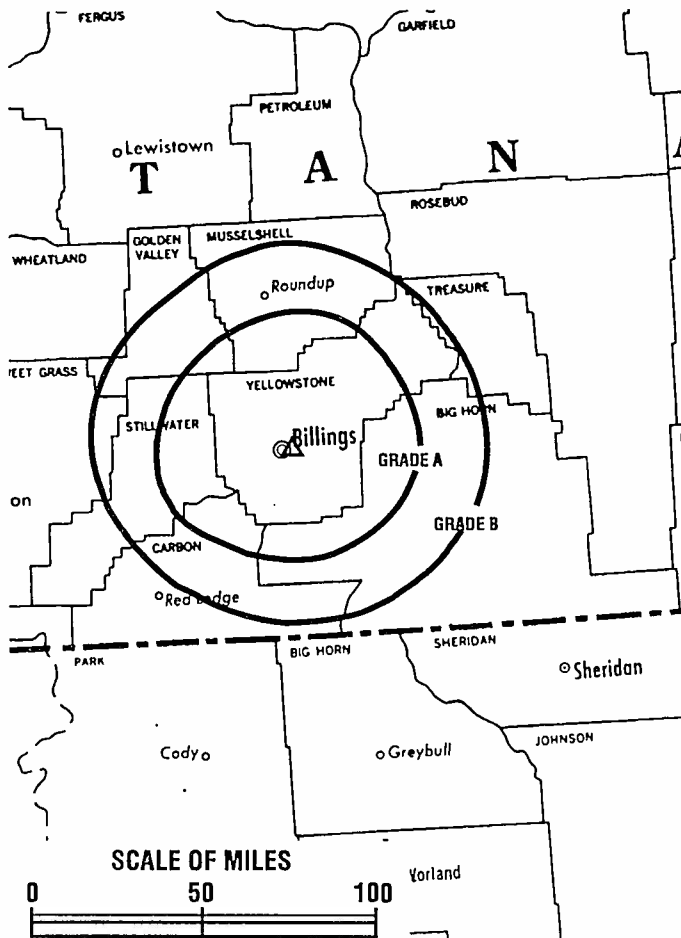 FERGUS
GARFIELD
PETROLEUM
Lewistown
T
A
N
ROSEBUD
GOLDEN
VALLEY
MUSSELSHELL
WHEATLAND
Roundup
TREASURE
EET GRASS
YELLOWSTONE
BIG HORN
STILLWATER
Billings
GRADE A
on
GRADE B
CARBON
Red Lodge
BIG HORN
SHERIDAN
PARK
Sheridan
JOHNSON
Cody
Greybull
SCALE OF MILES
0 50 100
orland